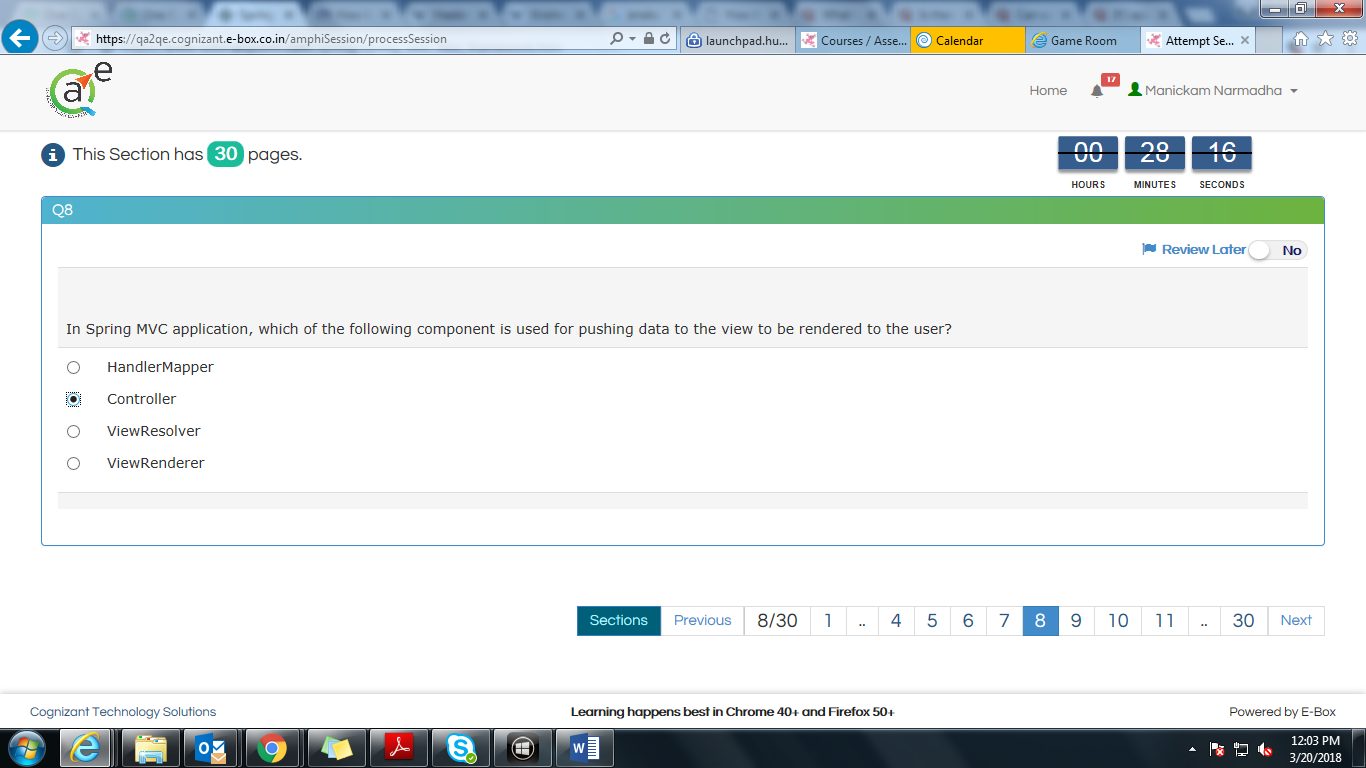 https://qa2qe.cognizant.e-box.co.in/amphiSession/processSession
launchpad.hu...
Courses / Asse...
Calendar
Game Room
Attempt Se...
a e
Home
17
Manickam Narmadha
This Section has 30 pages.
00 28 16
HOURS MINUTES SECONDS
Q8
Review Later No
In Spring MVC application, which of the following component is used for pushing data to the view to be rendered to the user?
HandlerMapper
Controller
ViewResolver
ViewRenderer
Sections Previous 8/30 1 .. 4 5 6 7 8 9 10 11 .. 30 Next
Cognizant Technology Solutions
Learning happens best in Chrome 40+ and Firefox 50+
Powered by E-Box
12:03 PM
3/20/2018